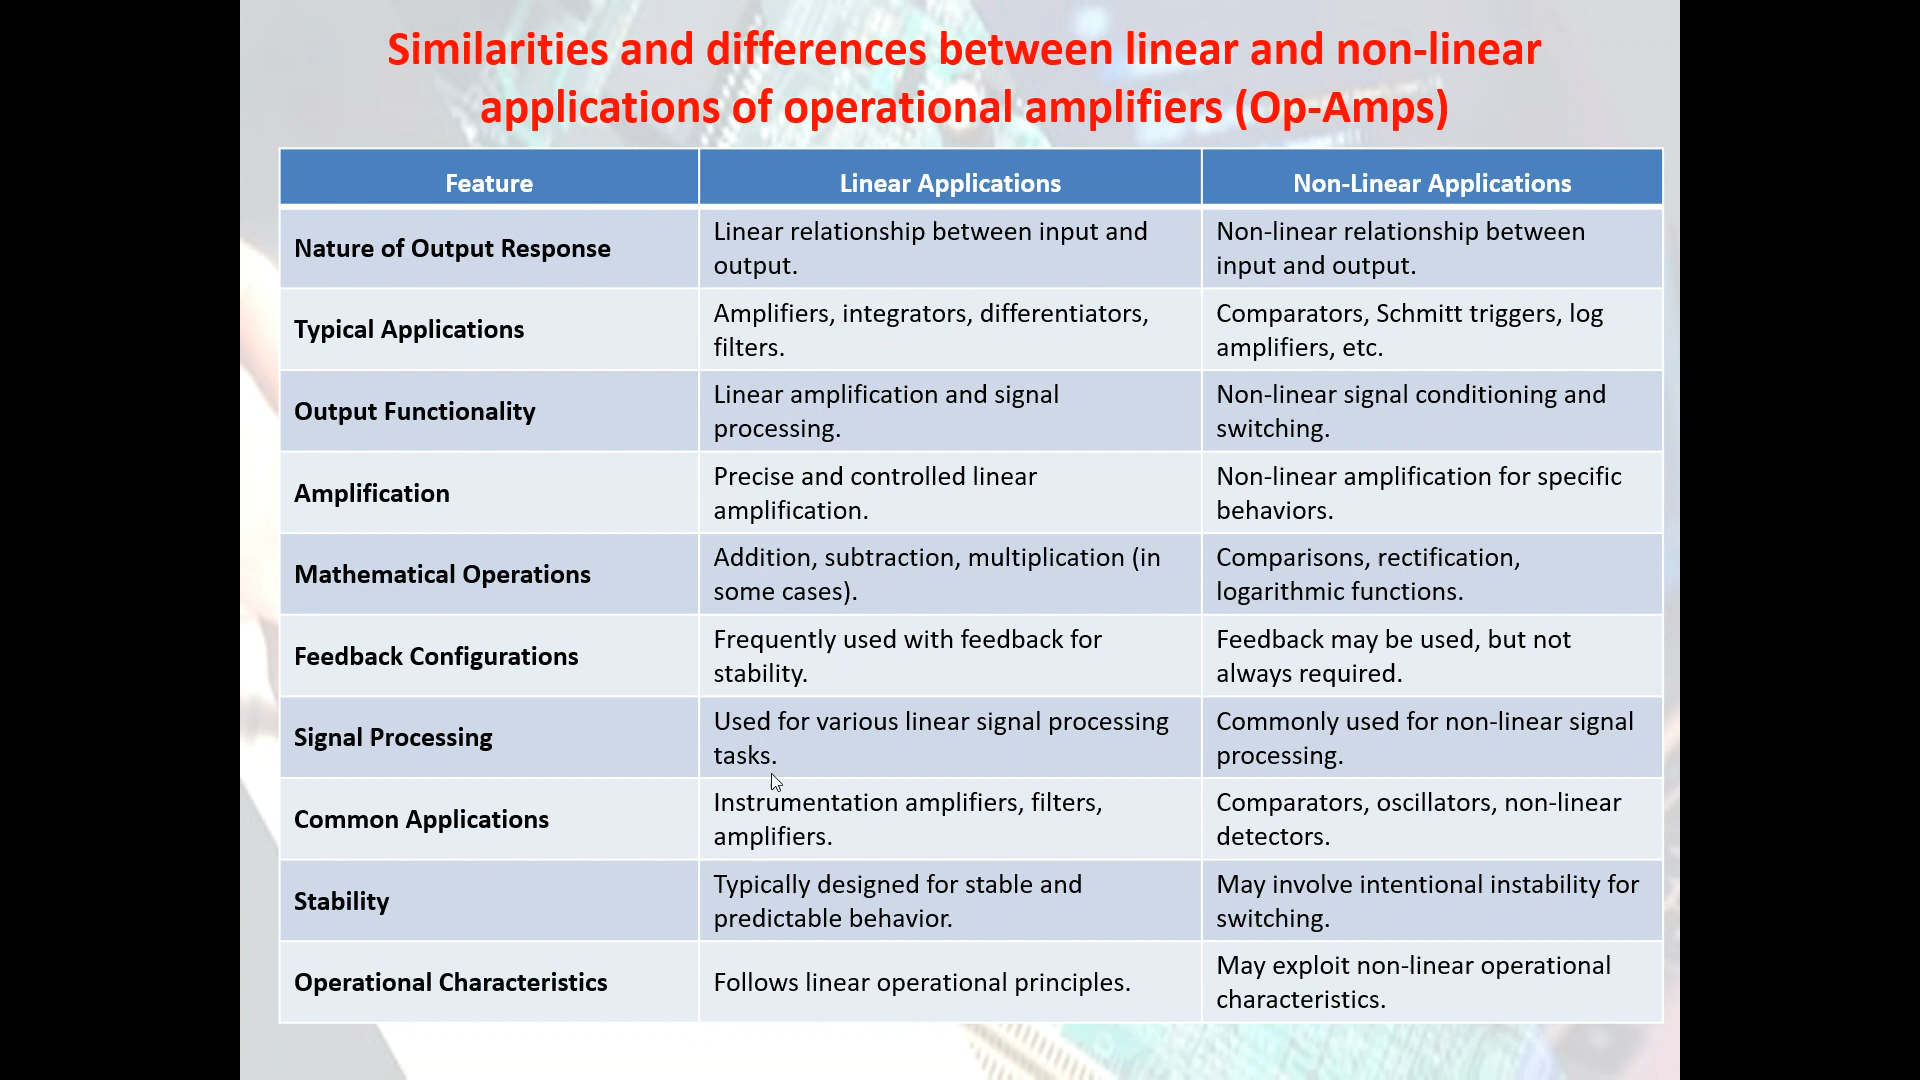 Similarities and differences between linear and non-linear
applications of operational amplifiers (Op-Amps)
Feature
Linear Applications
Non-Linear Applications
Nature of Output Response
Linear relationship between input and
output.
Non-linear relationship between
input and output.
Typical Applications
Amplifiers, integrators, differentiators,
filters.
Comparators, Schmitt triggers, log
amplifiers, etc.
Output Functionality
Linear amplification and signal
processing.
Non-linear signal conditioning and
switching.
Amplification
Precise and controlled linear
amplification.
Non-linear amplification for specific
behaviors.
Mathematical Operations
Addition, subtraction, multiplication (in
some cases).
Comparisons, rectification,
logarithmic functions.
Feedback Configurations
Frequently used with feedback for
stability.
Feedback may be used, but not
always required.
Signal Processing
Used for various linear signal processing
tasks.
Commonly used for non-linear signal
processing.
Common Applications
Instrumentation amplifiers, filters,
amplifiers.
Comparators, oscillators, non-linear
detectors.
Stability
Typically designed for stable and
predictable behavior.
May involve intentional instability for
switching.
Operational Characteristics
Follows linear operational principles.
May exploit non-linear operational
characteristics.